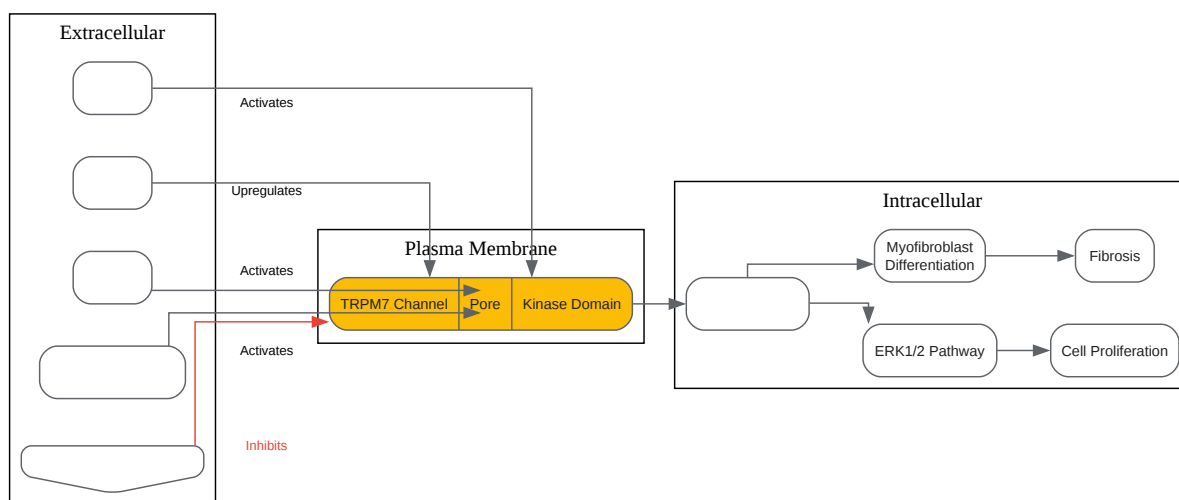 Extracellular
Activates
Upregulates
Activates
Activates
Inhibits
Plasma Membrane
TRPM7 Channel
Pore
Kinase Domain
Intracellular
Myofibroblast
Differentiation
Fibrosis
ERK1/2 Pathway
Cell Proliferation